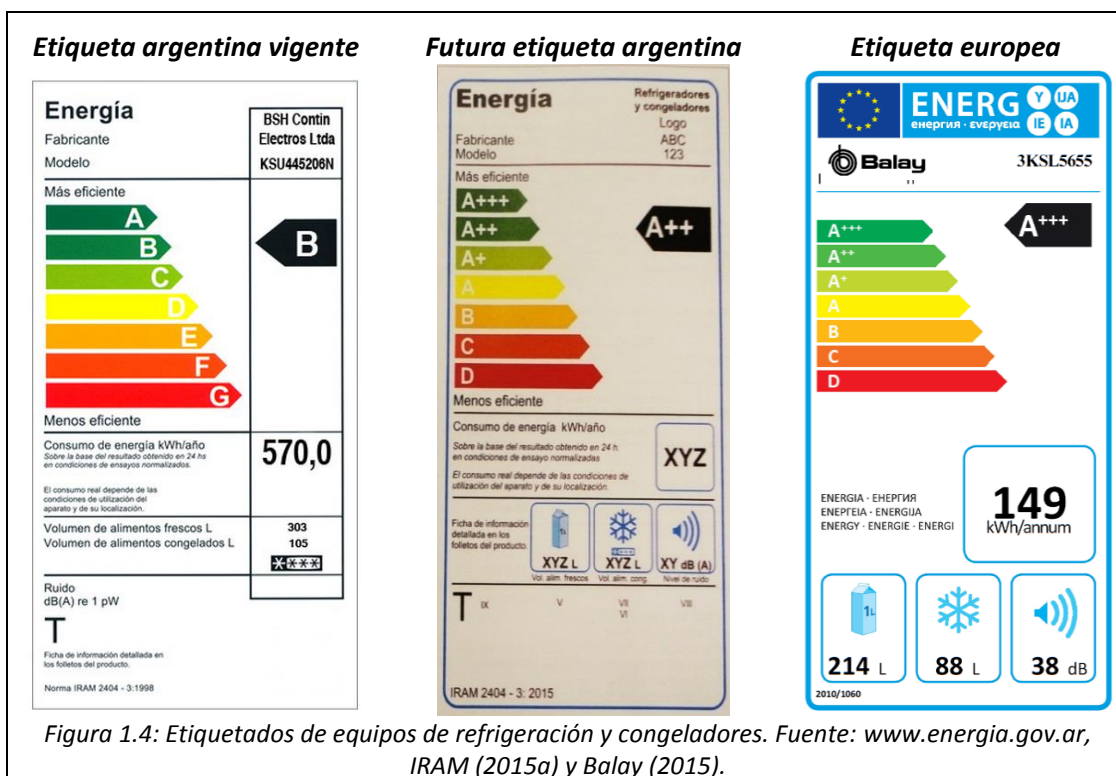 Etiqueta argentina vigente
Energía
BSH Contin
Fabricante
Electros Ltda
Modelo
KSU445206N
Más eficiente
A
B
B
C
D
E
F
G
Menos eficiente
Consumo de energía kWh/año
570,0
Sobre la base del resultado obtenido en 24 hs
en condiciones de ensayos normalizados.
El consumo real depende de las
condiciones de utilización del
aparato y de su localización.
Volumen de alimentos frescos L
303
Volumen de alimentos congelados L
105
****
Ruido
dB(A) re 1 pW
T
Ficha de información detallada en
los folletos del producto.
Norma IRAM 2404 - 3:1998
Futura etiqueta argentina
Energía
Refrigeradores
y congeladores
Logo
Fabricante
ABC
Modelo
123
Más eficiente
A+++
A++
A++
A+
A
B
C
D
Menos eficiente
Consumo de energía kWh/año
Sobre la base del resultado obtenido en 24 h.
en condiciones de ensayo normalizadas
XYZ
El consumo real depende de las condiciones de
utilización del aparato y de su localización.
Ficha de información
detallada en los
folletos del producto.
1L
XYZ L
XYZ L
XY dB (A)
Vol. alim. frescos
Vol. alim. cong.
Nivel de ruido
T
IX
V
VII
VI
VIII
IRAM 2404 - 3: 2015
Etiqueta europea
ENERG
Y
IJA
енергия · ενεργεια
IE
IA
Balay
3KSL5655
A+++
A+++
A++
A+
A
B
C
D
ENERGIA · ЕНЕРГИЯ
ΕΝΕΡΓΕΙΑ · ENERGIJA
ENERGY · ENERGIE · ENERGI
149
kWh/annum
1L
214 L
88 L
38 dB
2010/1060
Figura 1.4: Etiquetados de equipos de refrigeración y congeladores. Fuente: www.energia.gov.ar,
IRAM (2015a) y Balay (2015).